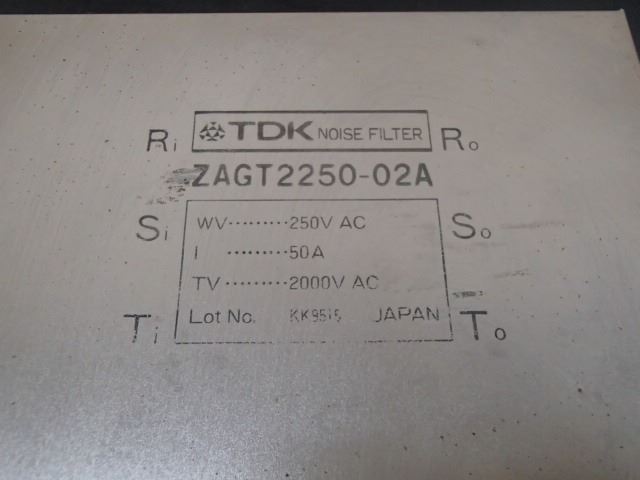 Ri TDK NOISE FILTER Ro
ZAGT2250-02A
Si WV·········250V AC So
I ·········50A
TV·········2000V AC
Ti Lot No. KK9515 JAPAN To